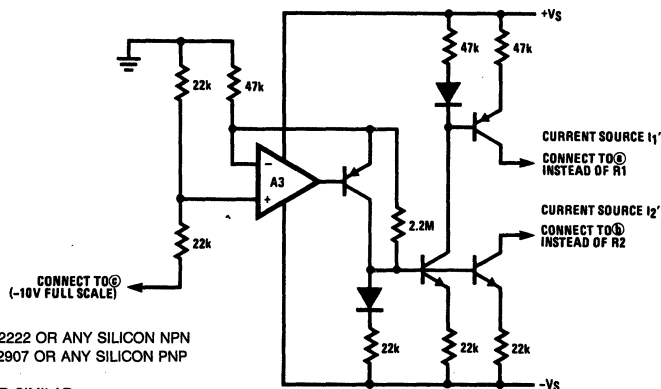 +VS
47k
47k
22k
47k
CURRENT SOURCE I1'
CONNECT TO ⓐ
INSTEAD OF R1
−
A3
+
CURRENT SOURCE I2'
CONNECT TO ⓑ
INSTEAD OF R2
2.2M
22k
CONNECT TO ⓒ
(−10V FULL SCALE)
22k
22k
22k
2222 OR ANY SILICON NPN
2907 OR ANY SILICON PNP
−VS